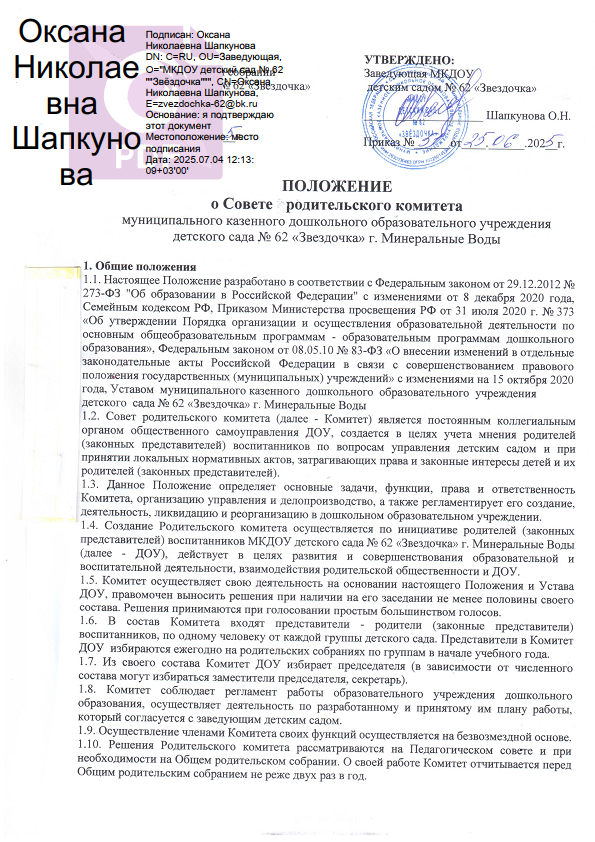 Оксана
Николае
вна
Шапкуно
ва
Подписан: Оксана
Николаевна Шапкунова
DN: C=RU, OU=Заведующая,
O="МКДОУ детский сад № 62
""Звёздочка""", CN=Оксана
Николаевна Шапкунова,
E=zvezdochka-62@bk.ru
Основание: я подтверждаю
этот документ
Местоположение: место
подписания
Дата: 2025.07.04 12:13:
09+03'00'
собрании
№ 62 «Звездочка»
УТВЕРЖДЕНО:
Заведующая МКДОУ
детским садом № 62 «Звездочка»
Шапкунова О.Н.
Приказ № от 25.06.2025 г.
ПОЛОЖЕНИЕ
о Совете родительского комитета
муниципального казенного дошкольного образовательного учреждения
детского сада № 62 «Звездочка» г. Минеральные Воды
1. Общие положения
1.1. Настоящее Положение разработано в соответствии с Федеральным законом от 29.12.2012 №
273-ФЗ "Об образовании в Российской Федерации" с изменениями от 8 декабря 2020 года,
Семейным кодексом РФ, Приказом Министерства просвещения РФ от 31 июля 2020 г. № 373
«Об утверждении Порядка организации и осуществления образовательной деятельности по
основным общеобразовательным программам - образовательным программам дошкольного
образования», Федеральным законом от 08.05.10 № 83-ФЗ «О внесении изменений в отдельные
законодательные акты Российской Федерации в связи с совершенствованием правового
положения государственных (муниципальных) учреждений» с изменениями на 15 октября 2020
года, Уставом муниципального казенного дошкольного образовательного учреждения
детского сада № 62 «Звездочка» г. Минеральные Воды
1.2. Совет родительского комитета (далее - Комитет) является постоянным коллегиальным
органом общественного самоуправления ДОУ, создается в целях учета мнения родителей
(законных представителей) воспитанников по вопросам управления детским садом и при
принятии локальных нормативных актов, затрагивающих права и законные интересы детей и их
родителей (законных представителей).
1.3. Данное Положение определяет основные задачи, функции, права и ответственность
Комитета, организацию управления и делопроизводство, а также регламентирует его создание,
деятельность, ликвидацию и реорганизацию в дошкольном образовательном учреждении.
1.4. Создание Родительского комитета осуществляется по инициативе родителей (законных
представителей) воспитанников МКДОУ детского сада № 62 «Звездочка» г. Минеральные Воды
(далее - ДОУ), действует в целях развития и совершенствования образовательной и
воспитательной деятельности, взаимодействия родительской общественности и ДОУ.
1.5. Комитет осуществляет свою деятельность на основании настоящего Положения и Устава
ДОУ, правомочен выносить решения при наличии на его заседании не менее половины своего
состава. Решения принимаются при голосовании простым большинством голосов.
1.6. В состав Комитета входят представители - родители (законные представители)
воспитанников, по одному человеку от каждой группы детского сада. Представители в Комитет
ДОУ избираются ежегодно на родительских собраниях по группам в начале учебного года.
1.7. Из своего состава Комитет ДОУ избирает председателя (в зависимости от численного
состава могут избираться заместители председателя, секретарь).
1.8. Комитет соблюдает регламент работы образовательного учреждения дошкольного
образования, осуществляет деятельность по разработанному и принятому им плану работы,
который согласуется с заведующим детским садом.
1.9. Осуществление членами Комитета своих функций осуществляется на безвозмездной основе.
1.10. Решения Родительского комитета рассматриваются на Педагогическом совете и при
необходимости на Общем родительском собрании. О своей работе Комитет отчитывается перед
Общим родительским собранием не реже двух раз в год.